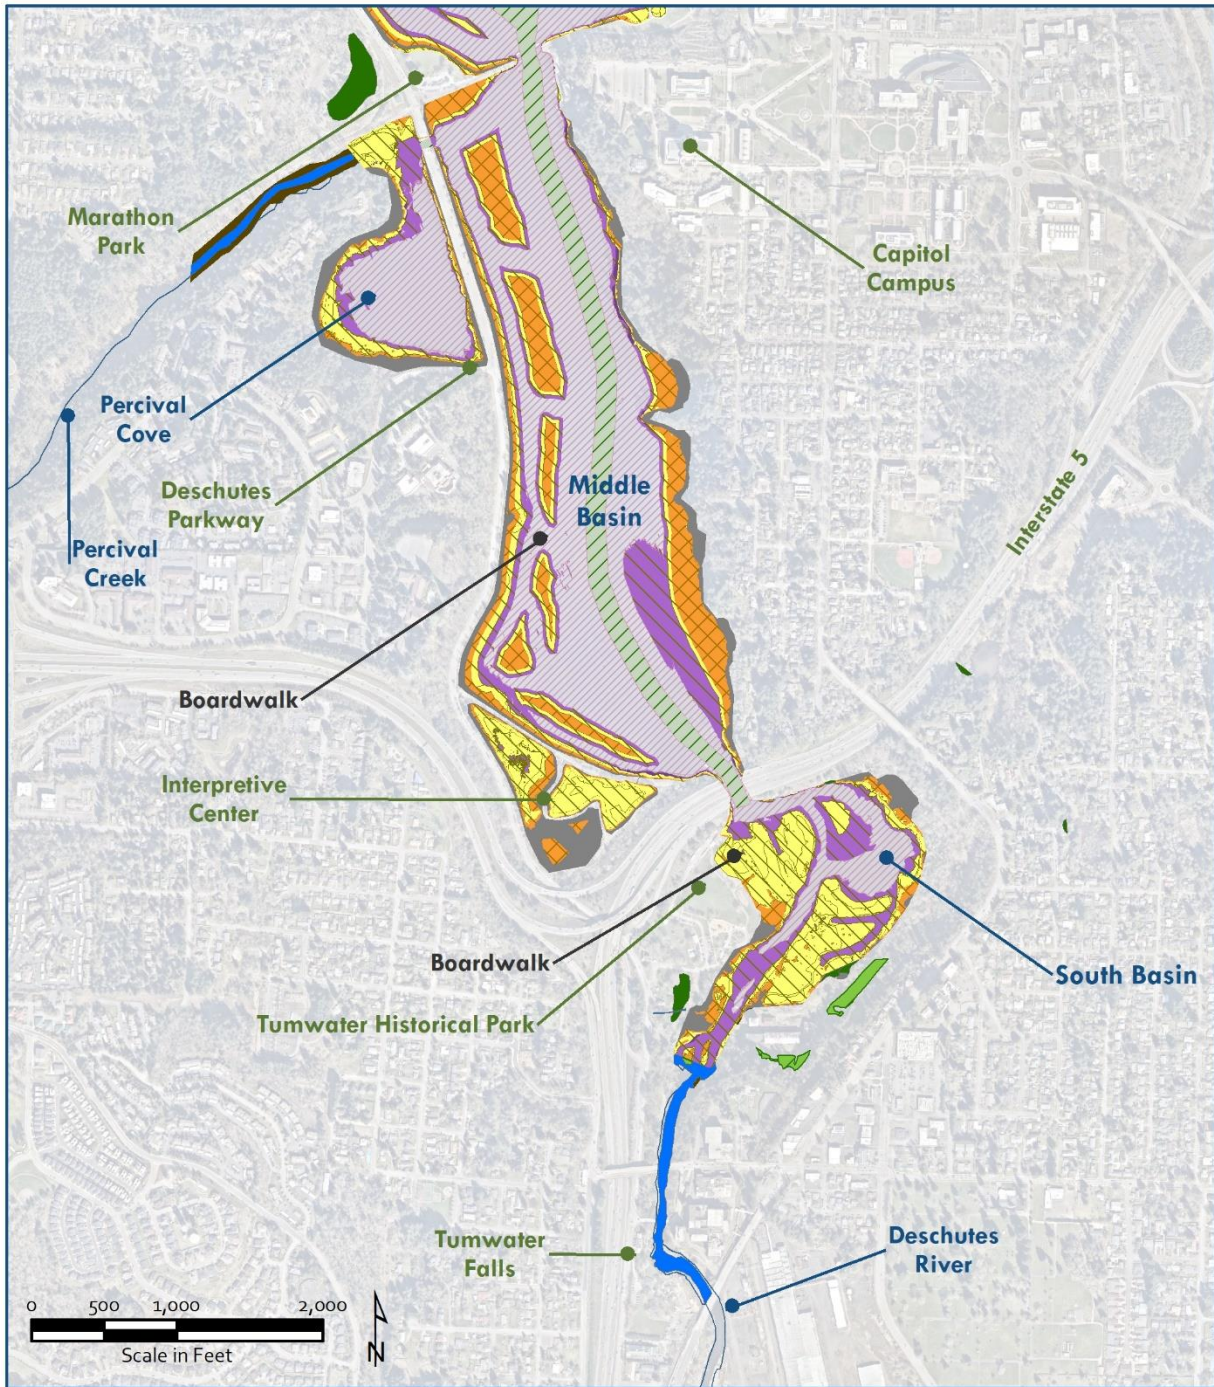 Marathon
Park
Capitol
Campus
Percival
Cove
Deschutes
Parkway
Middle
Basin
Interstate 5
Percival
Creek
Boardwalk
Interpretive
Center
Boardwalk
South Basin
Tumwater Historical Park
Tumwater
Falls
Deschutes
River
0 500 1,000 2,000
Scale in Feet
N